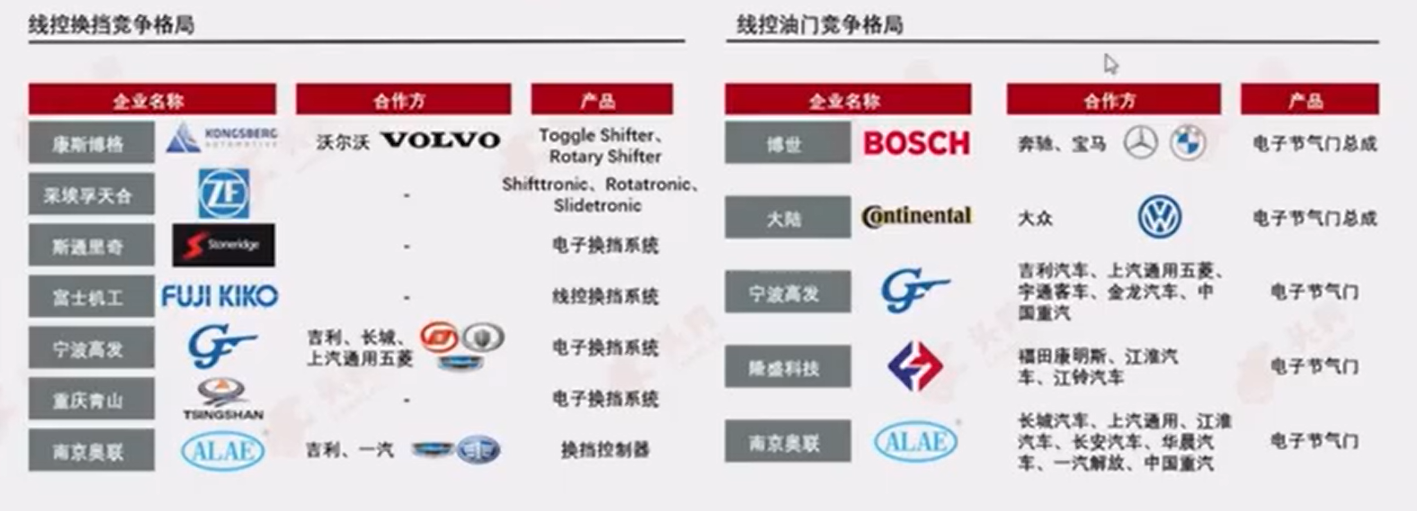 线控换挡竞争格局
企业名称 合作方 产品
康斯博格 KONGSBERG AUTOMOTIVE 沃尔沃 VOLVO Toggle Shifter、
Rotary Shifter
采埃孚天合 ZF - Shifttronic、Rotatronic、
Slidetronic
斯通里奇 Stoneridge - 电子换挡系统
富士机工 FUJI KIKO - 线控换挡系统
宁波高发 吉利、长城、
上汽通用五菱 电子换挡系统
重庆青山 TSINGSHAN - 电子换挡系统
南京奥联 ALAE 吉利、一汽 换挡控制器
线控油门竞争格局
企业名称 合作方 产品
博世 BOSCH 奔驰、宝马 电子节气门总成
大陆 Continental 大众 电子节气门总成
宁波高发 吉利汽车、上汽通用五菱、
宇通客车、金龙汽车、中
国重汽 电子节气门
隆盛科技 福田康明斯、江淮汽
车、江铃汽车 电子节气门
南京奥联 ALAE 长城汽车、上汽通用、江淮
汽车、长安汽车、华晨汽
车、一汽解放、中国重汽 电子节气门